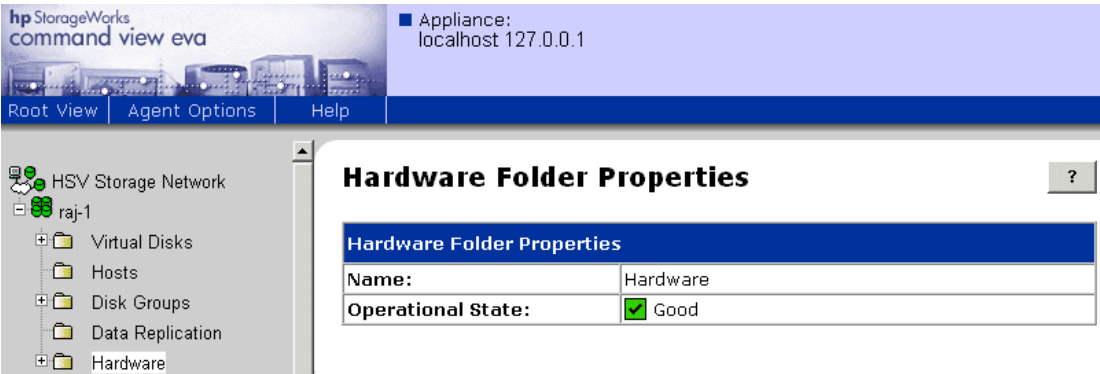 hp StorageWorks
command view eva
Appliance:
localhost 127.0.0.1
Root View Agent Options Help
HSV Storage Network
raj-1
Virtual Disks
Hosts
Disk Groups
Data Replication
Hardware
Hardware Folder Properties ?
Hardware Folder Properties
Name: Hardware
Operational State: Good